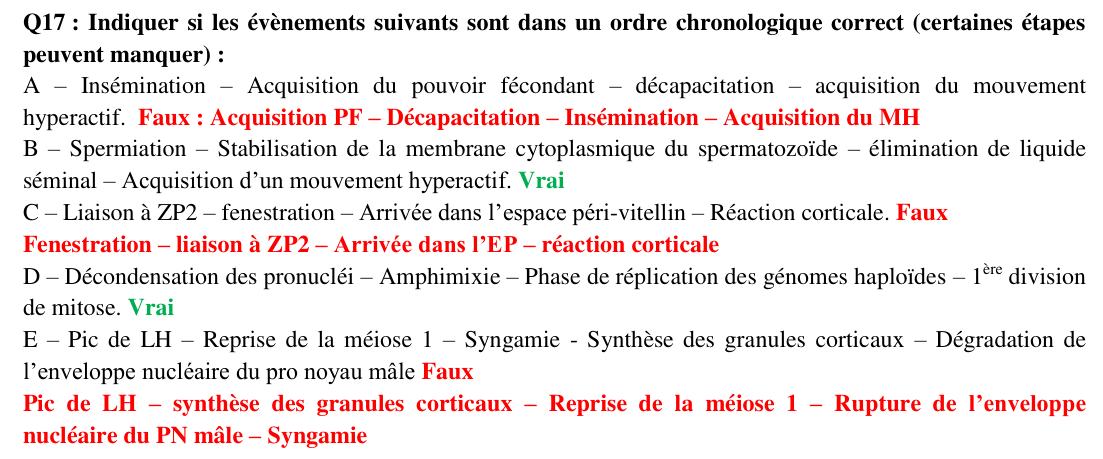 Q17 : Indiquer si les évènements suivants sont dans un ordre chronologique correct (certaines étapes
peuvent manquer) :
A – Insémination – Acquisition du pouvoir fécondant – décapacitation – acquisition du mouvement
hyperactif. Faux : Acquisition PF – Décapacitation – Insémination – Acquisition du MH
B – Spermiation – Stabilisation de la membrane cytoplasmique du spermatozoïde – élimination de liquide
séminal – Acquisition d'un mouvement hyperactif. Vrai
C – Liaison à ZP2 – fenestration – Arrivée dans l'espace péri-vitellin – Réaction corticale. Faux
Fenestration – liaison à ZP2 – Arrivée dans l'EP – réaction corticale
D – Décondensation des pronucléi – Amphimixie – Phase de réplication des génomes haploïdes – 1ère division
de mitose. Vrai
E – Pic de LH – Reprise de la méiose 1 – Syngamie - Synthèse des granules corticaux – Dégradation de
l'enveloppe nucléaire du pro noyau mâle Faux
Pic de LH – synthèse des granules corticaux – Reprise de la méiose 1 – Rupture de l'enveloppe
nucléaire du PN mâle – Syngamie